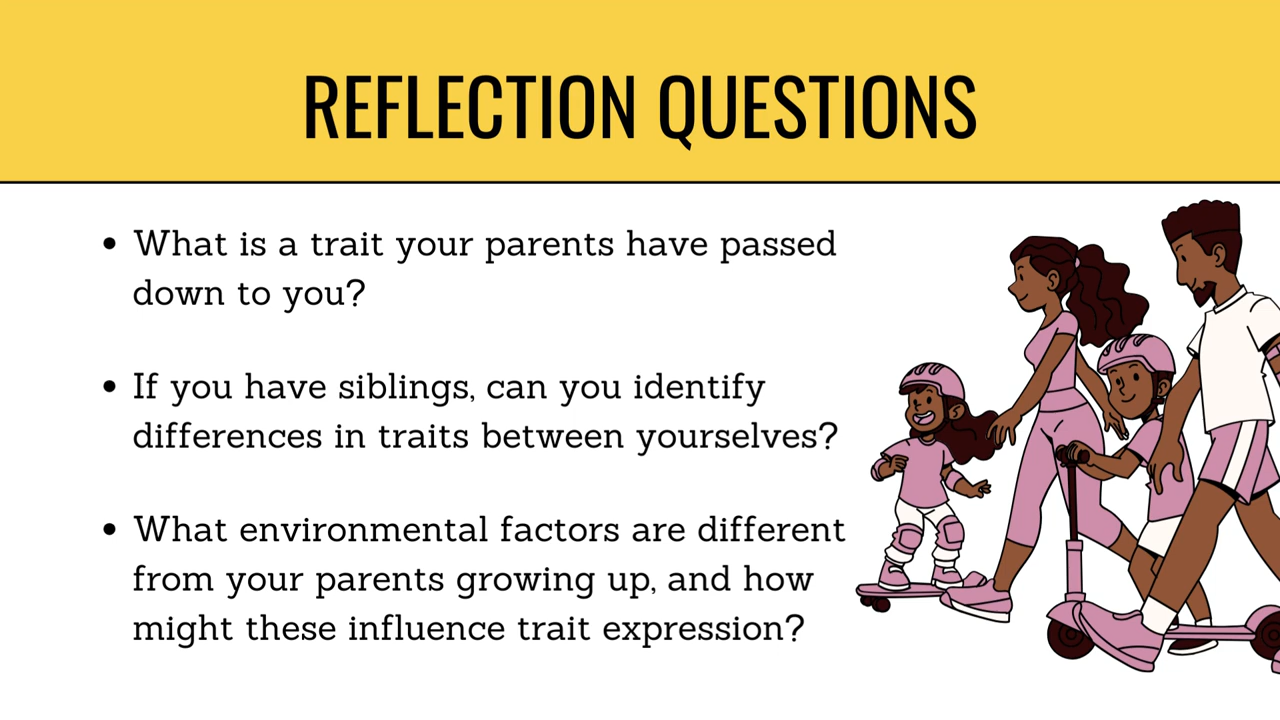 REFLECTION QUESTIONS
• What is a trait your parents have passed
down to you?
• If you have siblings, can you identify
differences in traits between yourselves?
• What environmental factors are different
from your parents growing up, and how
might these influence trait expression?